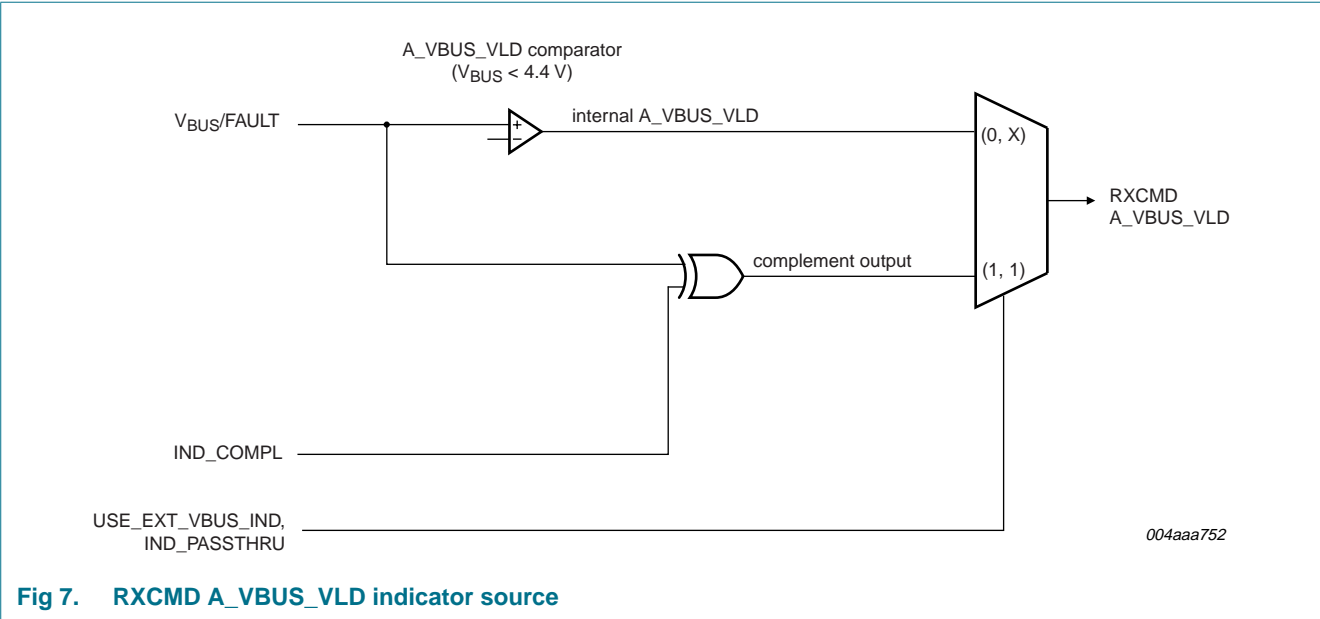 A_VBUS_VLD comparator
(VBUS < 4.4 V)
VBUS/FAULT
internal A_VBUS_VLD
+
−
(0, X)
RXCMD
A_VBUS_VLD
complement output
(1, 1)
IND_COMPL
USE_EXT_VBUS_IND,
IND_PASSTHRU
004aaa752
Fig 7. RXCMD A_VBUS_VLD indicator source